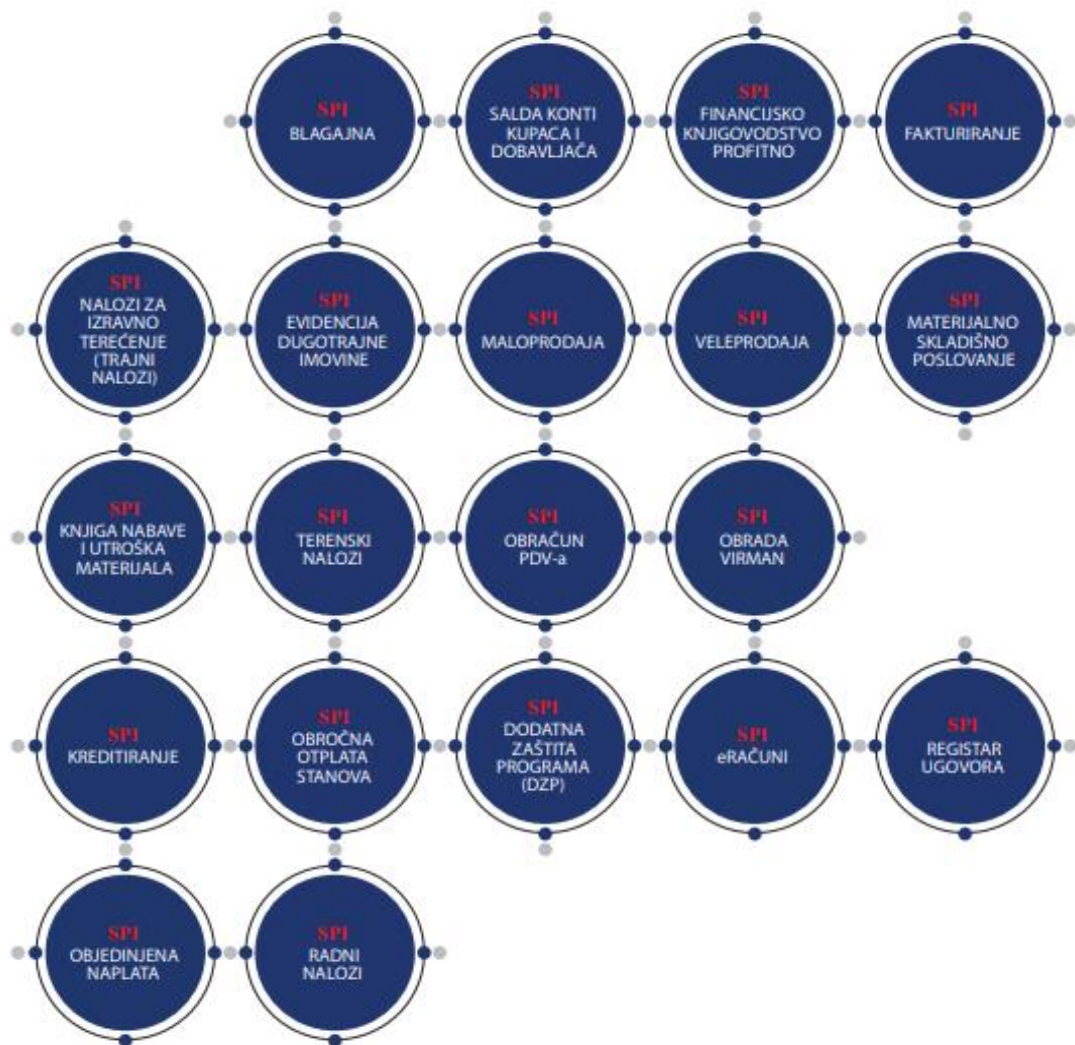 SPI
BLAGAJNA
SPI
SALDA KONTI
KUPACA I
DOBAVLJAČA
SPI
FINANCIJSKO
KNJIGOVODSTVO
PROFITNO
SPI
FAKTURIRANJE
SPI
NALOZI ZA
IZRAVNO
TEREĆENJE
(TRAJNI
NALOZI)
SPI
EVIDENCIJA
DUGOTRAJNE
IMOVINE
SPI
MALOPRODAJA
SPI
VELEPRODAJA
SPI
MATERIJALNO
SKLADIŠNO
POSLOVANJE
SPI
KNJIGA NABAVE
I UTROŠKA
MATERIJALA
SPI
TERENSKI
NALOZI
SPI
OBRAČUN
PDV-a
SPI
OBRADA
VIRMAN
SPI
KREDITIRANJE
SPI
OBROČNA
OTPLATA
STANOVA
SPI
DODATNA
ZAŠTITA
PROGRAMA
(DZP)
SPI
eRAČUNI
SPI
REGISTAR
UGOVORA
SPI
OBJEDINJENA
NAPLATA
SPI
RADNI
NALOZI